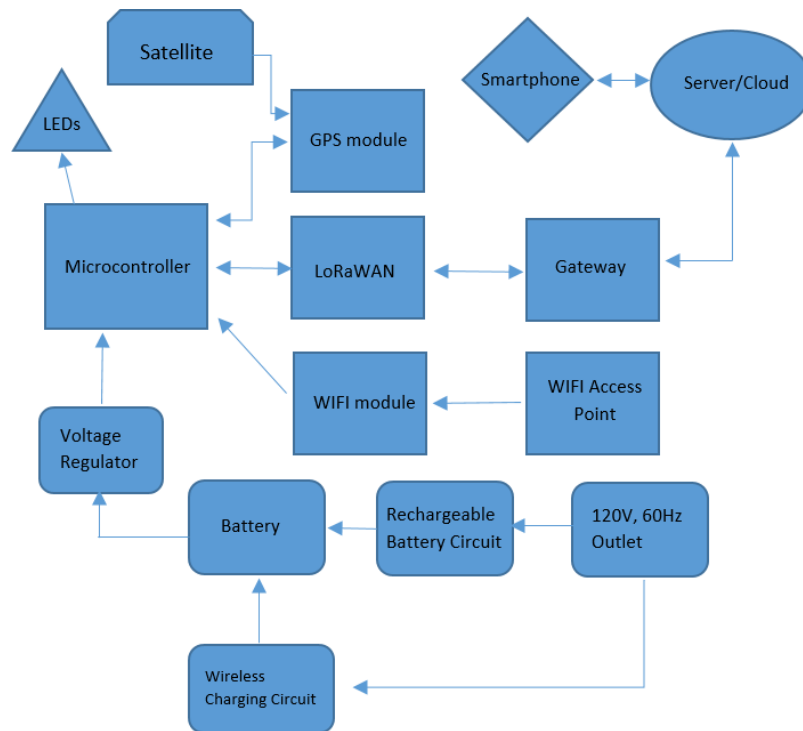 Satellite
Smartphone
Server/Cloud
LEDs
GPS module
Microcontroller
LoRaWAN
Gateway
WIFI module
WIFI Access
Point
Voltage
Regulator
Battery
Rechargeable
Battery Circuit
120V, 60Hz
Outlet
Wireless
Charging Circuit